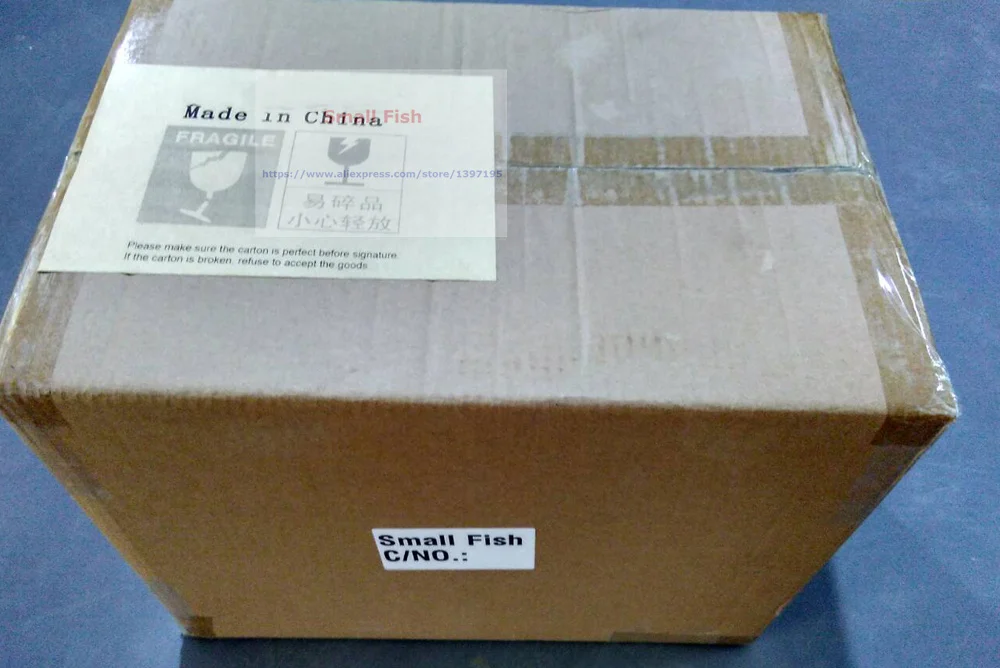 Made in China
Small Fish
FRAGILE
https://www.aliexpress.com/store/1397195
易碎品
小心轻放
Please make sure the carton is perfect before signature.
If the carton is broken, refuse to accept the goods
Small Fish
C/NO.: